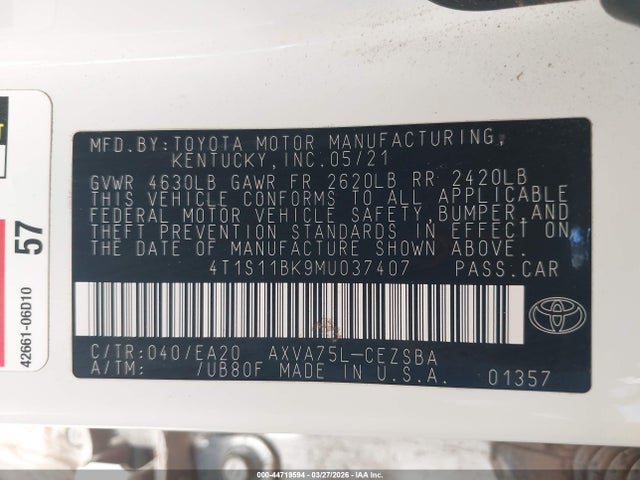 MFD.BY:TOYOTA MOTOR MANUFACTURING,
KENTUCKY,INC.05/21
GVWR 4630LB GAWR FR 2620LB RR 2420LB
THIS VEHICLE CONFORMS TO ALL APPLICABLE
FEDERAL MOTOR VEHICLE SAFETY,BUMPER,AND
THEFT PREVENTION STANDARDS IN EFFECT ON
THE DATE OF MANUFACTURE SHOWN ABOVE.
4T1S11BK9MU037407 PASS.CAR
C/TR:040/EA20 AXVA75L-CEZSBA
A/TM: /UB80F MADE IN U.S.A. 01357
57
42661-06D10
000-44719594 | 03/27/2026 | IAA Inc.